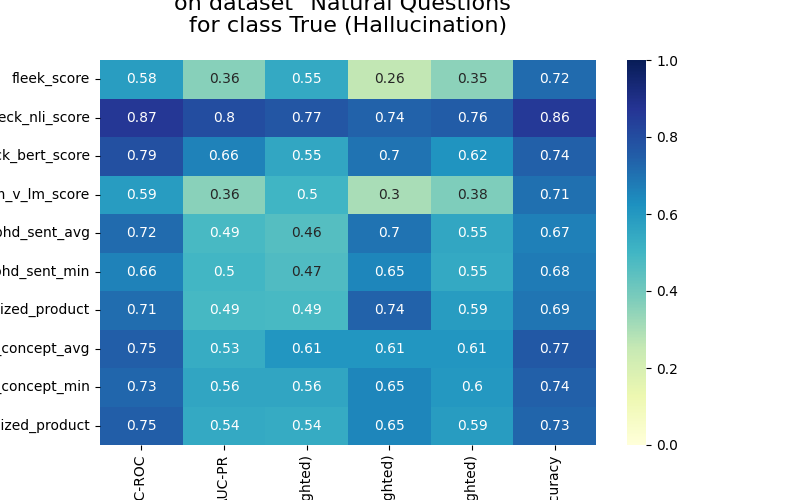 on dataset "Natural Questions"
for class True (Hallucination)
fleek_score 0.58 0.36 0.55 0.26 0.35 0.72
eck_nli_score 0.87 0.8 0.77 0.74 0.76 0.86
ck_bert_score 0.79 0.66 0.55 0.7 0.62 0.74
m_v_lm_score 0.59 0.36 0.5 0.3 0.38 0.71
ohd_sent_avg 0.72 0.49 0.46 0.7 0.55 0.67
ohd_sent_min 0.66 0.5 0.47 0.65 0.55 0.68
ized_product 0.71 0.49 0.49 0.74 0.59 0.69
_concept_avg 0.75 0.53 0.61 0.61 0.61 0.77
_concept_min 0.73 0.56 0.56 0.65 0.6 0.74
ized_product 0.75 0.54 0.54 0.65 0.59 0.73
C-ROC
UC-PR
ghted)
ghted)
ghted)
curacy
1.0
0.8
0.6
0.4
0.2
0.0